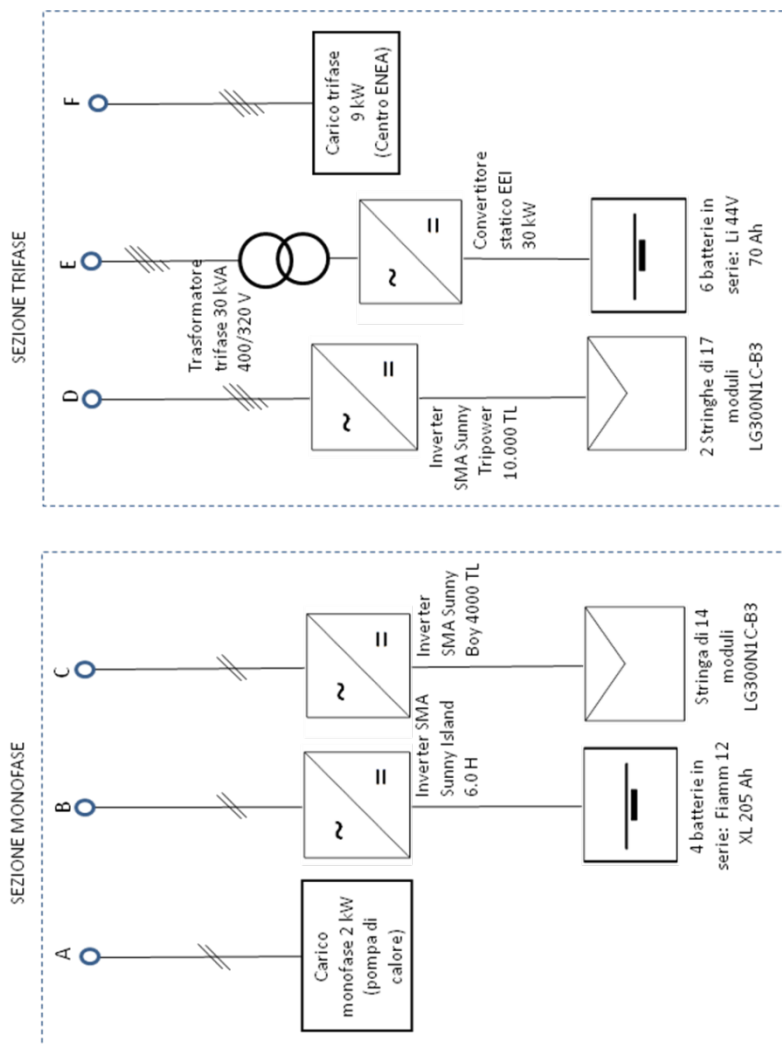 SEZIONE MONOFASE
A
Carico
monofase 2 kW
(pompa di
calore)
B
~
=
Inverter SMA
Sunny Island
6.0 H
4 batterie in
serie: Fiamm 12
XL 205 Ah
C
~
=
Inverter
SMA Sunny
Boy 4000 TL
Stringa di 14
moduli
LG300N1C-B3
SEZIONE TRIFASE
D
~
=
Inverter
SMA Sunny
Tripower
10.000 TL
2 Stringhe di 17
moduli
LG300N1C-B3
E
Trasformatore
trifase 30 kVA
400/320 V
~
=
Convertitore
statico EEI
30 kW
6 batterie in
serie: Li 44V
70 Ah
F
Carico trifase
9 kW
(Centro ENEA)